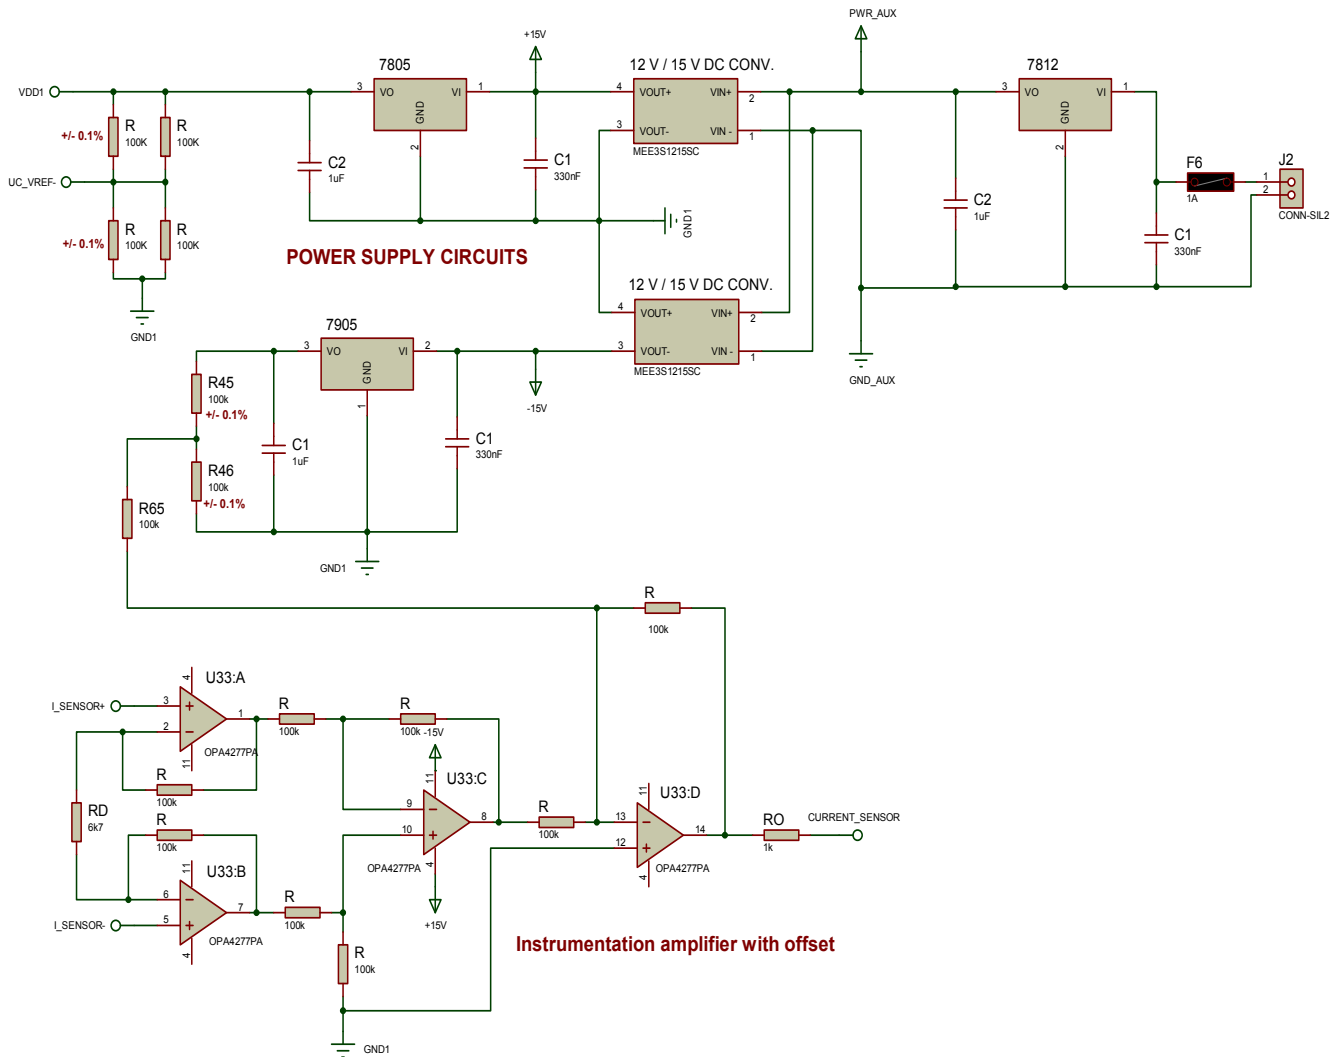 PWR_AUX
+15V
7805
12 V / 15 V DC CONV.
7812
VDD1
3
VO
VI
1
GND
2
4
VOUT+
VIN+
2
3
VOUT-
VIN -
1
MEE3S1215SC
3
VO
VI
1
GND
2
+/- 0.1%
R
100K
R
100K
C2
1uF
C1
330nF
F6
1A
J2
1
2
CONN-SIL2
UC_VREF-
+/- 0.1%
R
100K
R
100K
GND1
C2
1uF
C1
330nF
POWER SUPPLY CIRCUITS
GND1
12 V / 15 V DC CONV.
4
VOUT+
VIN+
2
3
VOUT-
VIN -
1
MEE3S1215SC
GND_AUX
7905
3
VO
VI
2
GND
1
-15V
R45
100k
+/- 0.1%
C1
1uF
C1
330nF
R46
100k
+/- 0.1%
R65
100k
GND1
R
100k
I_SENSOR+
3
2
4
U33:A
1
11
OPA4277PA
R
100k
R
100k
-15V
R
100k
RD
6k7
R
100k
9
10
11
U33:C
8
4
OPA4277PA
+15V
R
100k
13
12
11
U33:D
14
4
OPA4277PA
RO
1k
CURRENT_SENSOR
6
5
11
U33:B
7
4
OPA4277PA
I_SENSOR-
R
100k
R
100k
Instrumentation amplifier with offset
GND1